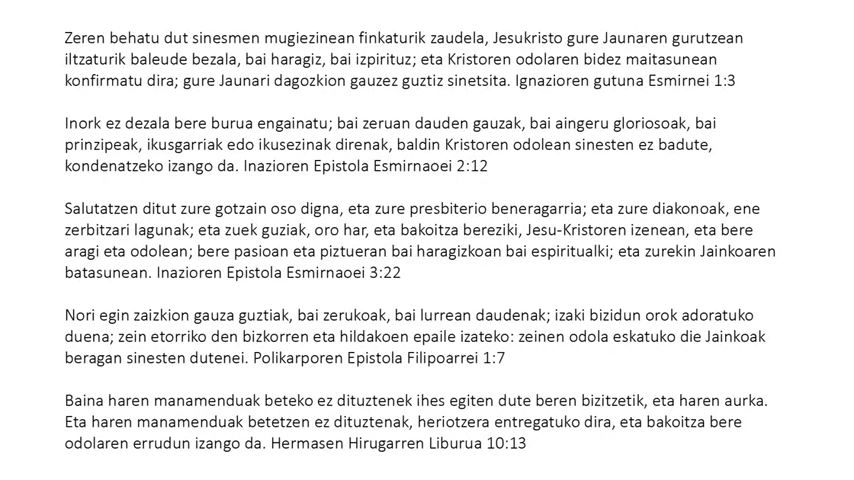 Zeren behatu dut sinesmen mugiezinean finkaturik zaudela, Jesukristo gure Jaunaren gurutzean
iltzaturik baleude bezala, bai haragiz, bai izpirituz; eta Kristoren odolaren bidez maitasunean
konfirmatu dira; gure Jaunari dagozkion gauzez guztiz sinetsita. Ignazioren gutuna Esmirnei 1:3
Inork ez dezala bere burua engainatu; bai zeruan dauden gauzak, bai aingeru gloriosoak, bai
prinzipeak, ikusgarriak edo ikusezinak direnak, baldin Kristoren odolean sinesten ez badute,
kondenatzeko izango da. Inazioren Epistola Esmirnaoei 2:12
Salutatzen ditut zure gotzain oso digna, eta zure presbiterio beneragarria; eta zure diakonoak, ene
zerbitzari lagunak; eta zuek guziak, oro har, eta bakoitza bereziki, Jesu-Kristoren izenean, eta bere
aragi eta odolean; bere pasioan eta piztueran bai haragizkoan bai espiritualki; eta zurekin Jainkoaren
batasunean. Inazioren Epistola Esmirnaoei 3:22
Nori egin zaizkion gauza guztiak, bai zerukoak, bai lurrean daudenak; izaki bizidun orok adoratuko
duena; zein etorriko den bizkorren eta hildakoen epaile izateko: zeinen odola eskatuko die Jainkoak
beragan sinesten dutenei. Polikarporen Epistola Filipoarrei 1:7
Baina haren manamenduak beteko ez dituztenek ihes egiten dute beren bizitzetik, eta haren aurka.
Eta haren manamenduak betetzen ez dituztenak, heriotzera entregatuko dira, eta bakoitza bere
odolaren errudun izango da. Hermasen Hirugarren Liburua 10:13